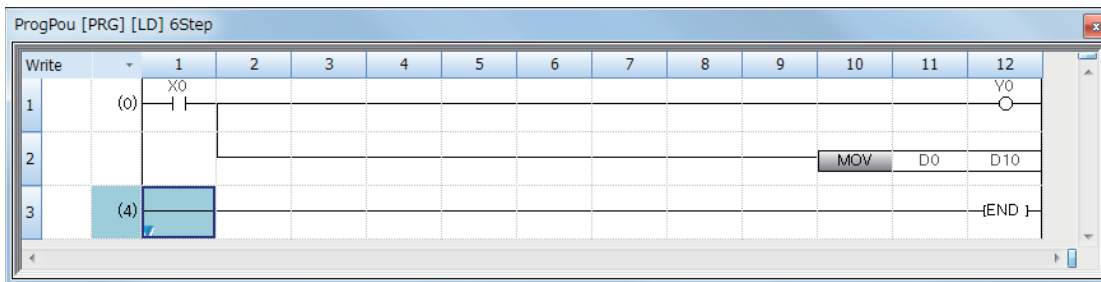 ProgPou [PRG] [LD] 6Step
Write 1 2 3 4 5 6 7 8 9 10 11 12
X0 Y0
1 (0)
2 MOV D0 D10
3 (4) [END ]